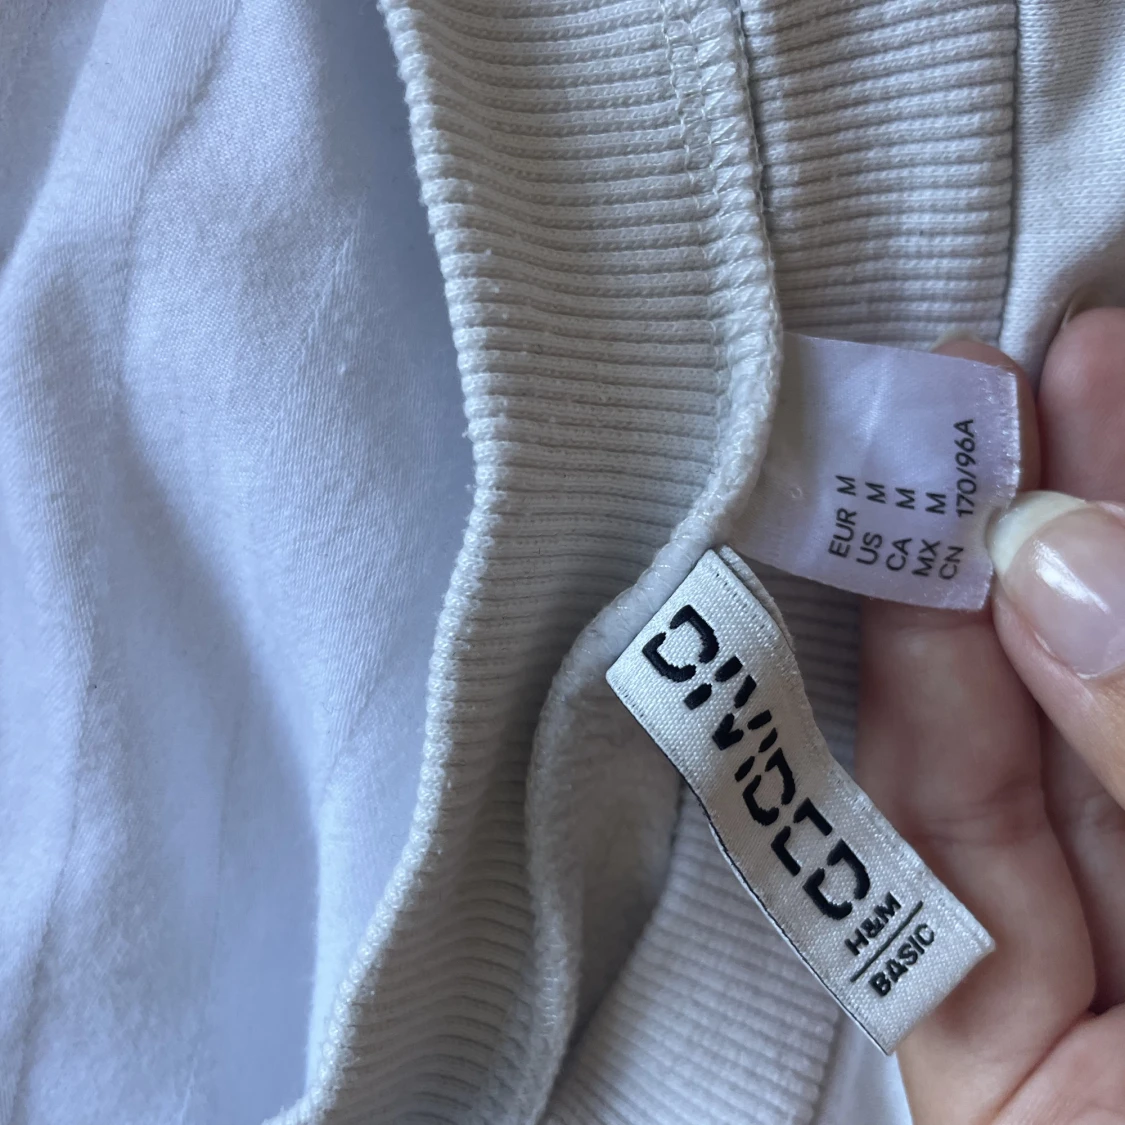 EUR M
US M
CA M
MX M
CN 170/96A
DIVIDED
H&M
BASIC